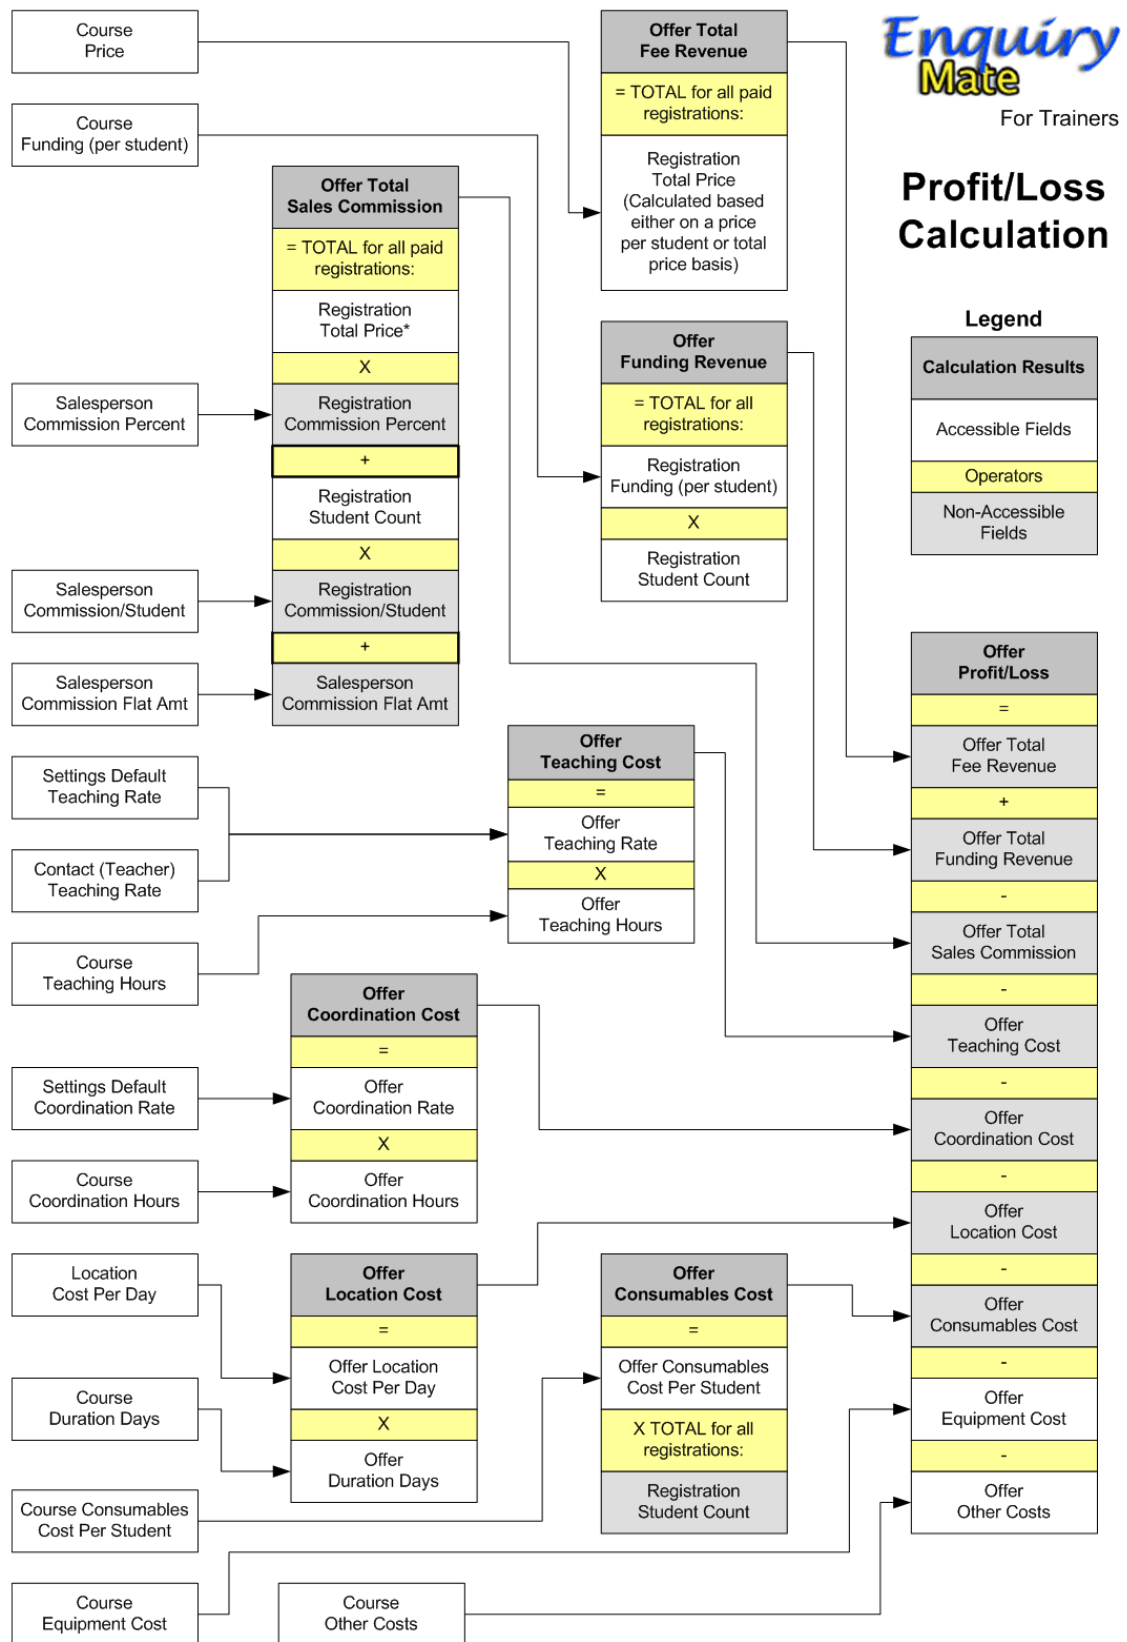 Course
Price
Course
Funding (per student)
Offer Total
Sales Commission
= TOTAL for all paid
registrations:
Registration
Total Price*
X
Registration
Commission Percent
+
Registration
Student Count
X
Registration
Commission/Student
+
Salesperson
Commission Flat Amt
Salesperson
Commission Percent
Salesperson
Commission/Student
Salesperson
Commission Flat Amt
Offer Total
Fee Revenue
= TOTAL for all paid
registrations:
Registration
Total Price
(Calculated based
either on a price
per student or total
price basis)
Offer
Funding Revenue
= TOTAL for all
registrations:
Registration
Funding (per student)
X
Registration
Student Count
Enquiry
Mate
For Trainers
Profit/Loss
Calculation
Legend
Calculation Results
Accessible Fields
Operators
Non-Accessible
Fields
Settings Default
Teaching Rate
Contact (Teacher)
Teaching Rate
Course
Teaching Hours
Offer
Teaching Cost
=
Offer
Teaching Rate
X
Offer
Teaching Hours
Settings Default
Coordination Rate
Course
Coordination Hours
Offer
Coordination Cost
=
Offer
Coordination Rate
X
Offer
Coordination Hours
Location
Cost Per Day
Course
Duration Days
Offer
Location Cost
=
Offer Location
Cost Per Day
X
Offer
Duration Days
Course Consumables
Cost Per Student
Offer
Consumables Cost
=
Offer Consumables
Cost Per Student
X TOTAL for all
registrations:
Registration
Student Count
Course
Equipment Cost
Course
Other Costs
Offer
Profit/Loss
=
Offer Total
Fee Revenue
+
Offer Total
Funding Revenue
-
Offer Total
Sales Commission
-
Offer
Teaching Cost
-
Offer
Coordination Cost
-
Offer
Location Cost
-
Offer
Consumables Cost
-
Offer
Equipment Cost
-
Offer
Other Costs